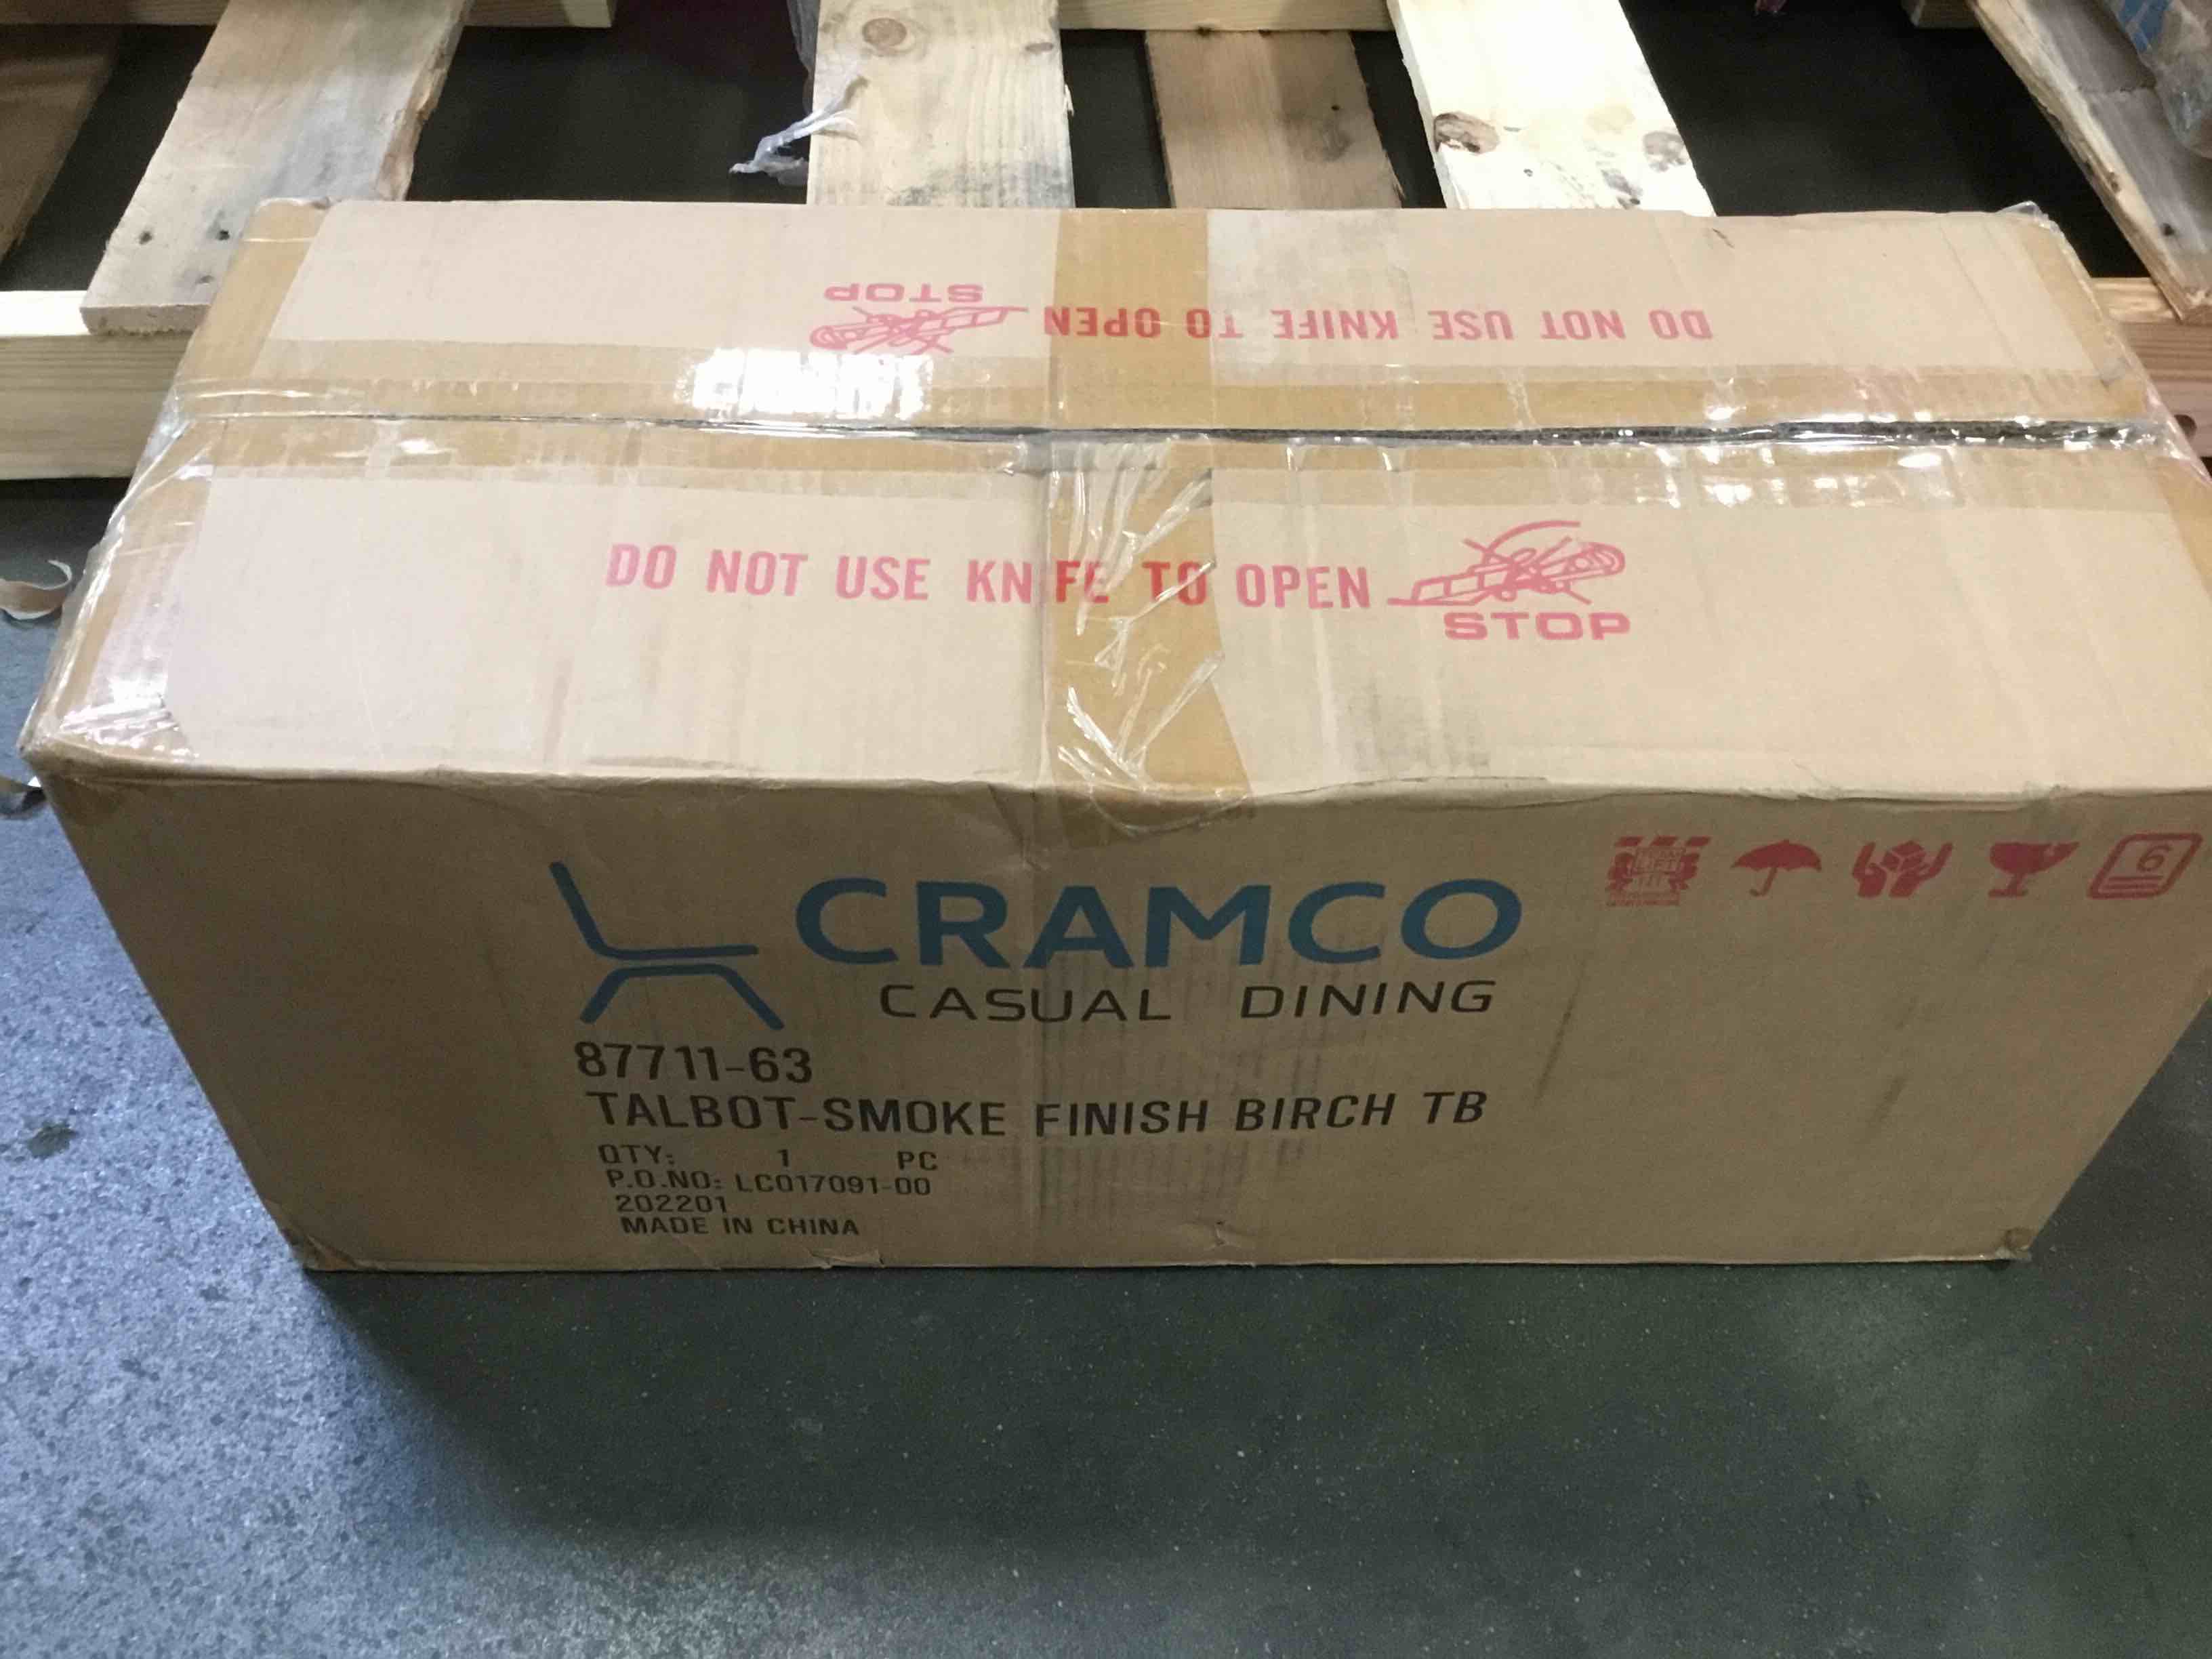 STOP
DO NOT USE KNIFE TO OPEN
DO NOT USE KNIFE TO OPEN
STOP
CRAMCO
CASUAL DINING
6
87711-63
TALBOT-SMOKE FINISH BIRCH TB
QTY: 1 PC
P.O.NO: LC017091-00
202201
MADE IN CHINA